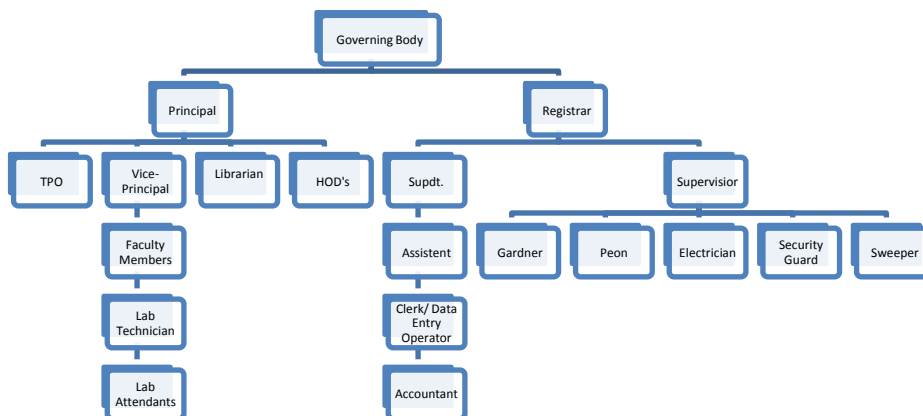 Governing Body
Principal
Registrar
TPO
Vice-
Principal
Librarian
HOD's
Supdt.
Supervisior
Faculty
Members
Assistent
Gardner
Peon
Electrician
Security
Guard
Sweeper
Lab
Technician
Clerk/ Data
Entry
Operator
Lab
Attendants
Accountant